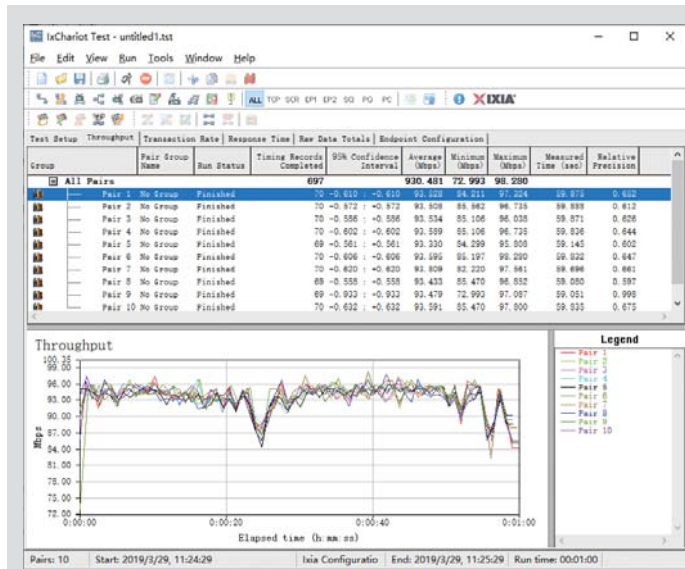 IxChariot Test - untitled1.tst
File Edit View Run Tools Window Help
ALL TCP SCR EP1 EP2 SQ PG PC IXIA
Test Setup Throughput Transaction Rate Response Time Raw Data Totals Endpoint Configuration
Group Pair Group Name Run Status Timing Records Completed 95% Confidence Interval Average (Mbps) Minimum (Mbps) Maximum (Mbps) Measured Time (sec) Relative Precision
All Pairs 697 930.481 72.993 98.280
Pair 1 No Group Finished 70 -0.610 : +0.610 93.528 84.211 97.324 59.875 0.652
Pair 2 No Group Finished 70 -0.572 : +0.572 93.508 85.562 96.735 59.888 0.612
Pair 3 No Group Finished 70 -0.586 : +0.586 93.534 85.106 96.038 59.871 0.626
Pair 4 No Group Finished 70 -0.602 : +0.602 93.589 85.106 96.735 59.836 0.644
Pair 5 No Group Finished 69 -0.561 : +0.561 93.330 84.299 95.808 59.145 0.602
Pair 6 No Group Finished 70 -0.606 : +0.606 93.595 85.197 98.280 59.832 0.647
Pair 7 No Group Finished 70 -0.620 : +0.620 93.809 82.220 97.561 59.696 0.661
Pair 8 No Group Finished 69 -0.558 : +0.558 93.433 85.470 96.852 59.080 0.597
Pair 9 No Group Finished 69 -0.933 : +0.933 93.479 72.993 97.087 59.051 0.998
Pair 10 No Group Finished 70 -0.632 : +0.632 93.591 85.470 97.800 59.835 0.675
Throughput
100.35
99.00
96.00
93.00
90.00
87.00
84.00
81.00
78.00
75.00
72.00
Mbps
0:00:00 0:00:20 0:00:40 0:01:00
Elapsed time (h:mm:ss)
Legend
Pair 1
Pair 2
Pair 3
Pair 4
Pair 5
Pair 6
Pair 7
Pair 8
Pair 9
Pair 10
Pairs: 10 Start: 2019/3/29, 11:24:29 Ixia Configuratio End: 2019/3/29, 11:25:29 Run time: 00:01:00